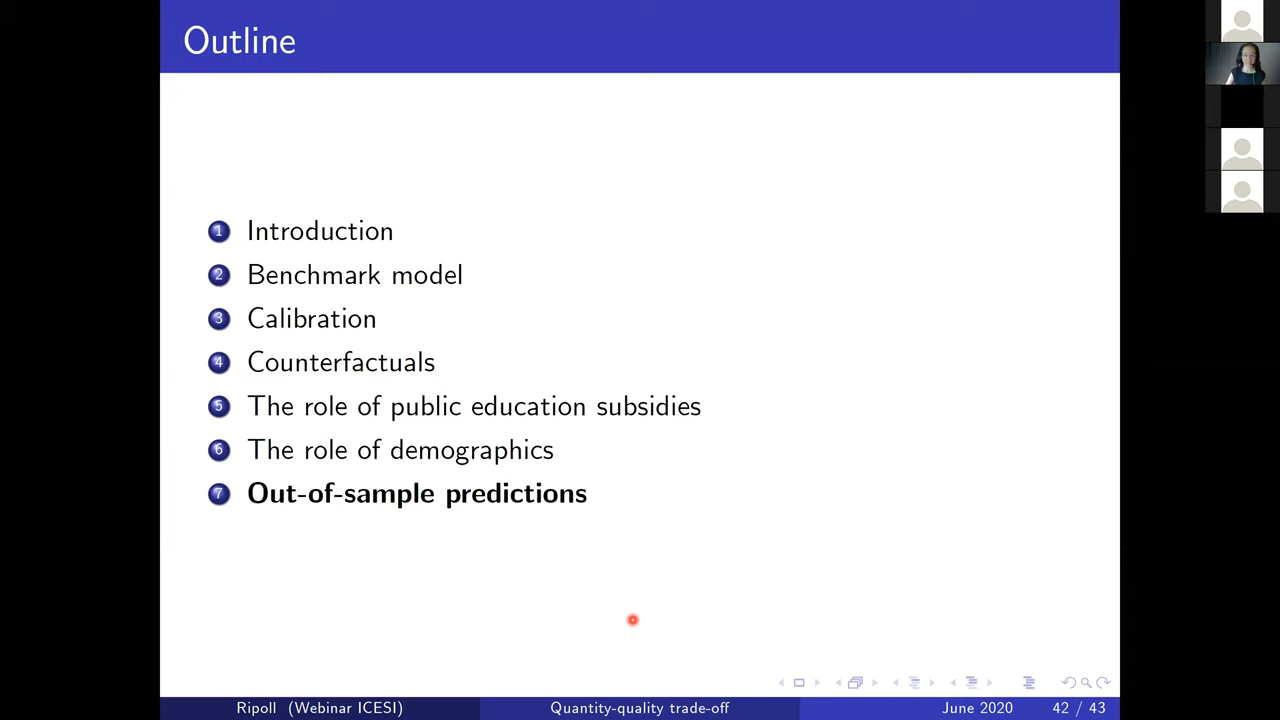 Outline
1 Introduction
2 Benchmark model
3 Calibration
4 Counterfactuals
5 The role of public education subsidies
6 The role of demographics
7 Out-of-sample predictions
Ripoll (Webinar ICESI) Quantity-quality trade-off June 2020 42 / 43